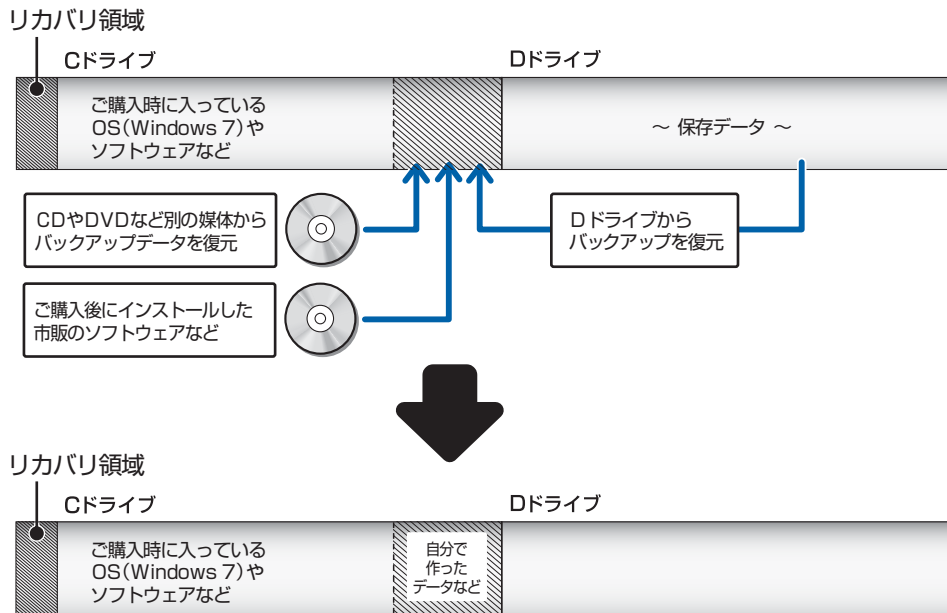 リカバリ領域
Cドライブ
Dドライブ
ご購入時に入っている
OS(Windows 7)や
ソフトウェアなど
～ 保存データ ～
CDやDVDなど別の媒体から
バックアップデータを復元
Dドライブから
バックアップを復元
ご購入後にインストールした
市販のソフトウェアなど
リカバリ領域
Cドライブ
Dドライブ
ご購入時に入っている
OS(Windows 7)や
ソフトウェアなど
自分で
作った
データなど